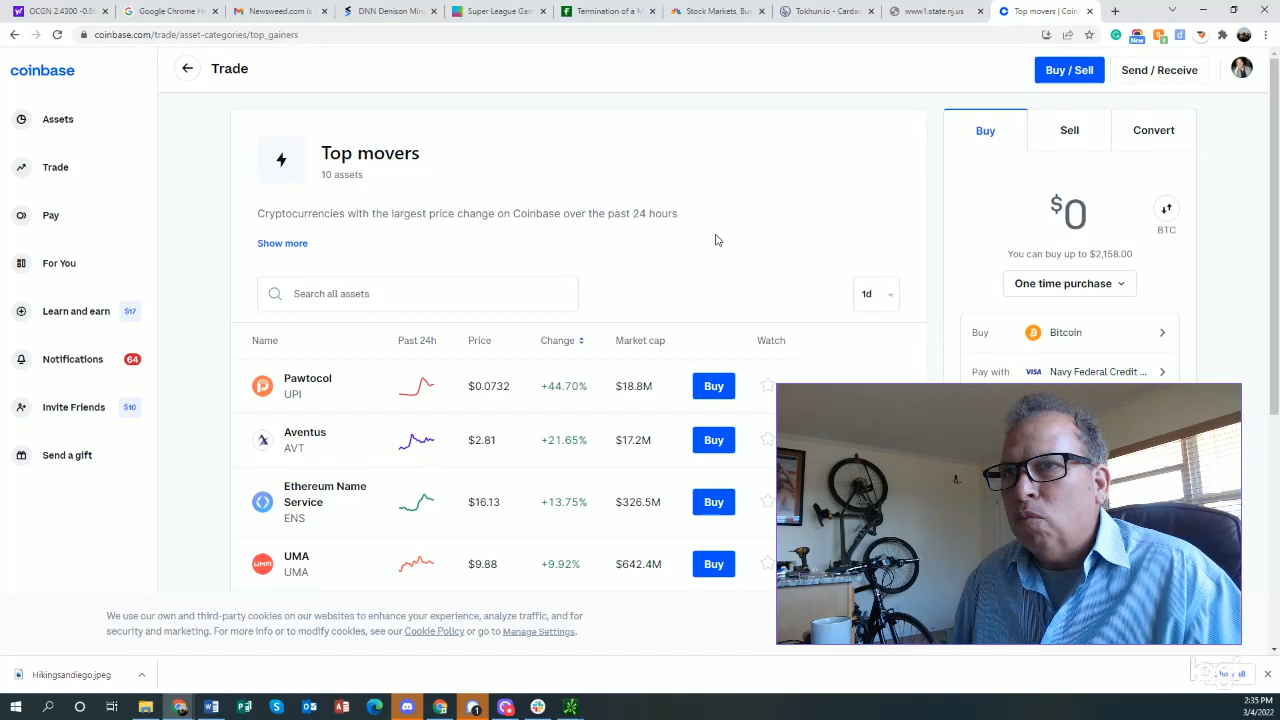 OCGN 2.4300 -0.81
Google Chrome He
Newsweed.com is
DNN Denison Mine
Super League Gam
Termination of a M
Stock Markets, Bus
Tokhun.io - Cardan
www1.state.nj.us
Top movers | Coin
coinbase.com/trade/asset-categories/top_gainers
New
1
coinbase
Trade
Buy / Sell
Send / Receive
Assets
Trade
Pay
For You
Learn and earn $17
Notifications 64
Invite Friends $10
Send a gift
Top movers
10 assets
Cryptocurrencies with the largest price change on Coinbase over the past 24 hours
Show more
Search all assets
1d
Name Past 24h Price Change Market cap Watch
Pawtocol
UPI
$0.0732 +44.70% $18.8M Buy
Aventus
AVT
$2.81 +21.65% $17.2M Buy
Ethereum Name
Service
ENS
$16.13 +13.75% $326.5M Buy
UMA
UMA
UMA
$9.88 +9.92% $642.4M Buy
Buy Sell Convert
$0
BTC
You can buy up to $2,158.00
One time purchase
Buy Bitcoin
Pay with VISA Navy Federal Credit ...
We use our own and third-party cookies on our websites to enhance your experience, analyze traffic, and for
security and marketing. For more info or to modify cookies, see our Cookie Policy or go to Manage Settings.
Hikingsandiego.jpeg
2:35 PM
3/4/2022